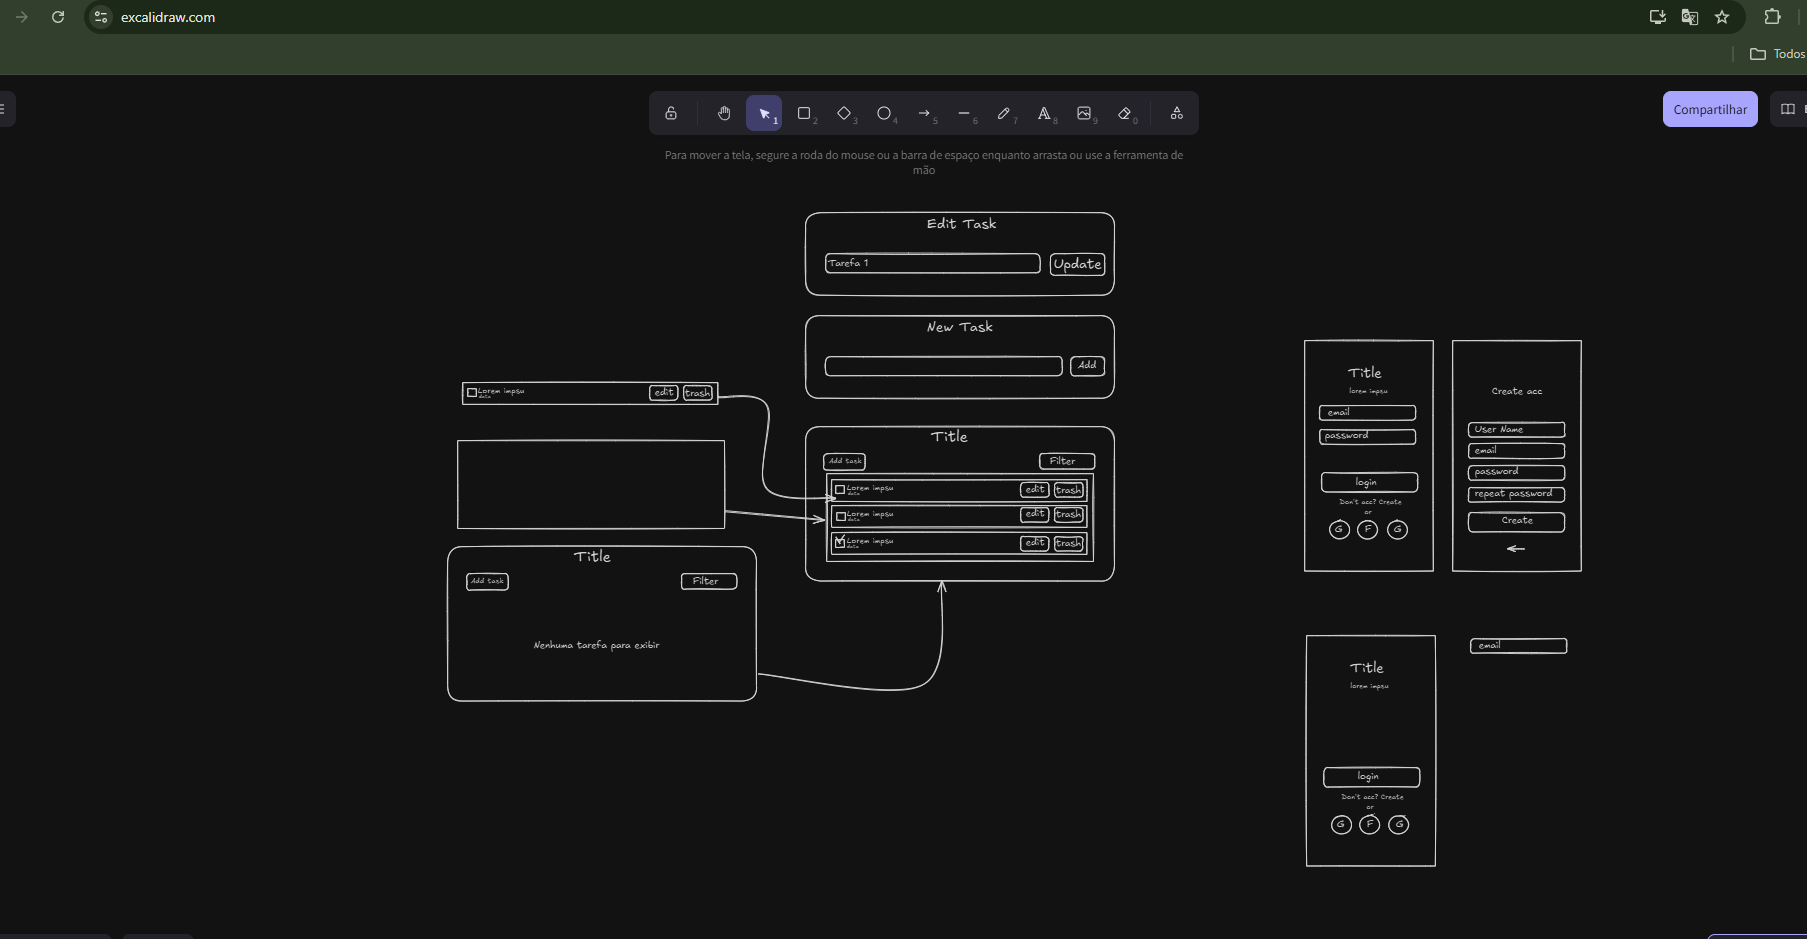 excalidraw.com
Todos
Compartilhar
1
2
3
4
5
6
7
8
9
0
Para mover a tela, segure a roda do mouse ou a barra de espaço enquanto arrasta ou use a ferramenta de
mão
Edit Task
Tarefa 1
Update
New Task
Add
Lorem impsu
data
edit
trash
Title
Add task
Filter
Lorem impsu
data
edit
trash
Lorem impsu
data
edit
trash
Lorem impsu
data
edit
trash
Title
Add task
Filter
Nenhuma tarefa para exibir
Title
lorem impsu
email
password
login
Don't acc? Create
or
G
F
G
Create acc
User Name
email
password
repeat password
Create
Title
lorem impsu
login
Don't acc? Create
or
G
F
G
email